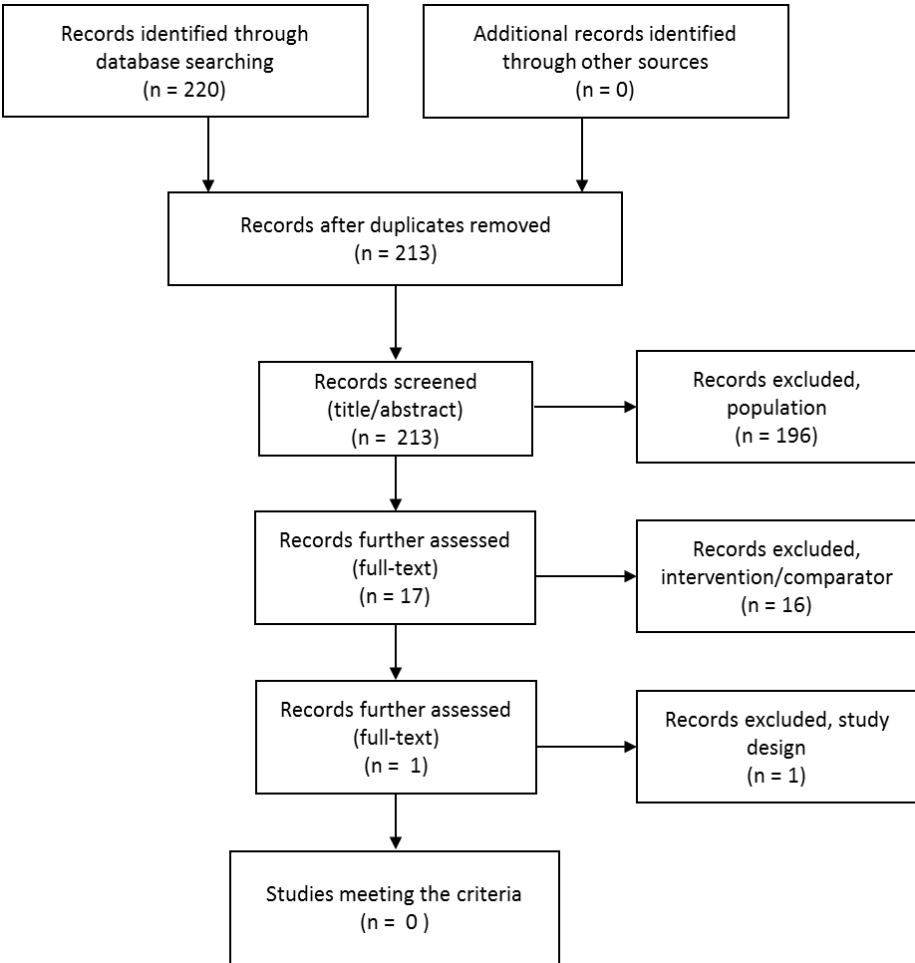 Records identified through
database searching
(n = 220)
Additional records identified
through other sources
(n = 0)
Records after duplicates removed
(n = 213)
Records screened
(title/abstract)
(n = 213)
Records excluded,
population
(n = 196)
Records further assessed
(full-text)
(n = 17)
Records excluded,
intervention/comparator
(n = 16)
Records further assessed
(full-text)
(n = 1)
Records excluded, study
design
(n = 1)
Studies meeting the criteria
(n = 0 )